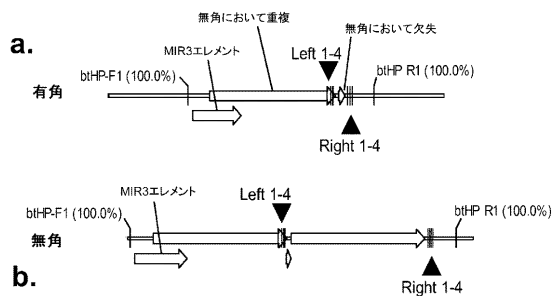 a.
無角において重複
無角において欠失
MIR3エレメント
Left 1-4
btHP-F1 (100.0%)
btHP R1 (100.0%)
有角
Right 1-4
MIR3エレメント
Left 1-4
btHP-F1 (100.0%)
btHP R1 (100.0%)
無角
b.
Right 1-4